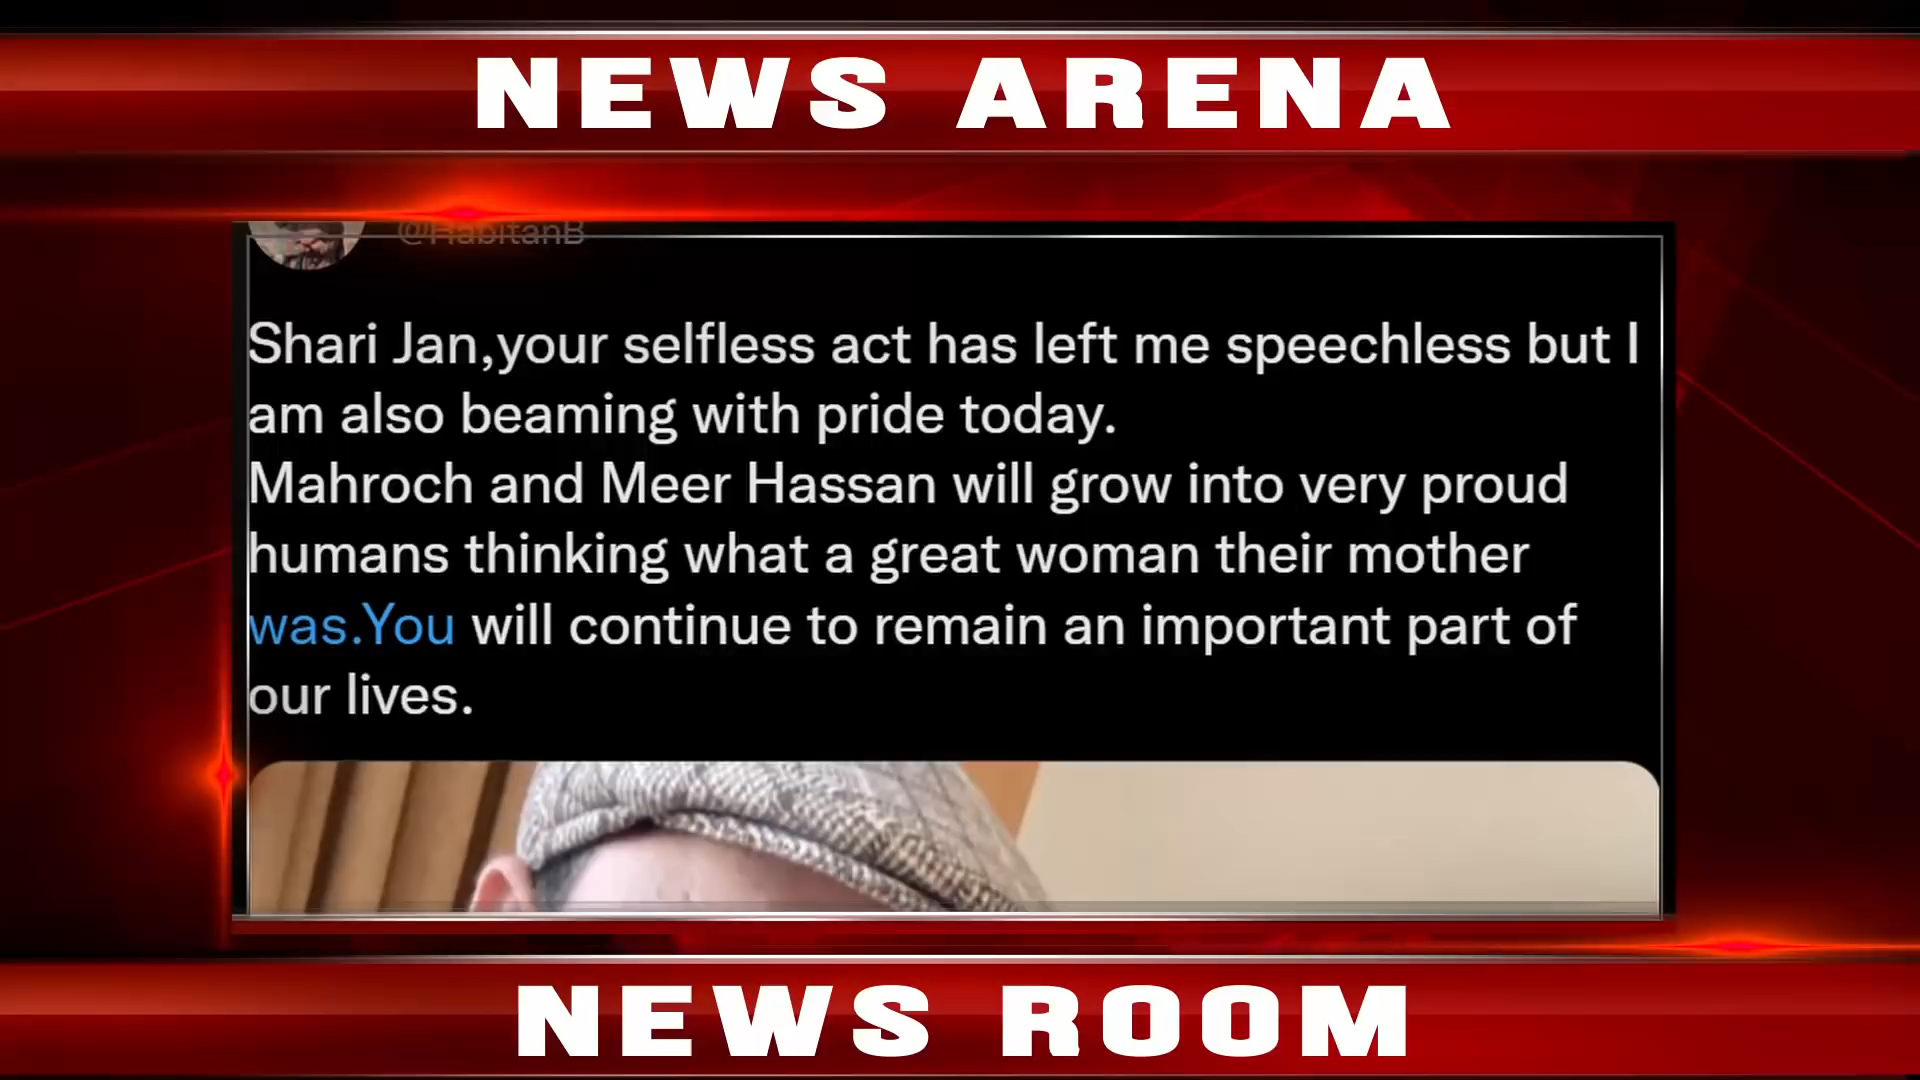 NEWS ARENA
@HabitanB
Shari Jan,your selfless act has left me speechless but I
am also beaming with pride today.
Mahroch and Meer Hassan will grow into very proud
humans thinking what a great woman their mother
was.You will continue to remain an important part of
our lives.
NEWS ROOM